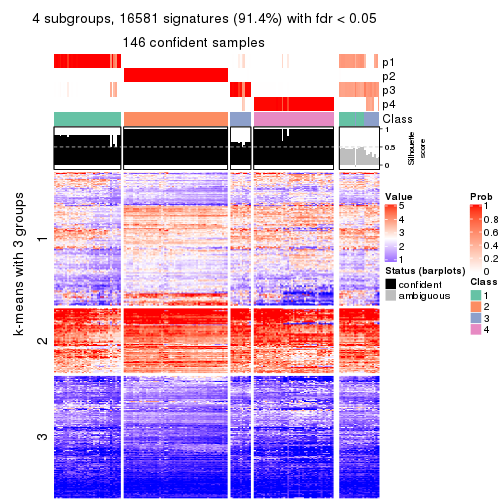 4 subgroups, 16581 signatures (91.4%) with fdr < 0.05
146 confident samples
p1
p2
p3
p4
Class
1
0.5
0
Silhouette
score
k-means with 3 groups
1
2
3
Value
5
4
3
2
1
Status (barplots)
confident
ambiguous
Prob
1
0.8
0.6
0.4
0.2
0
Class
1
2
3
4